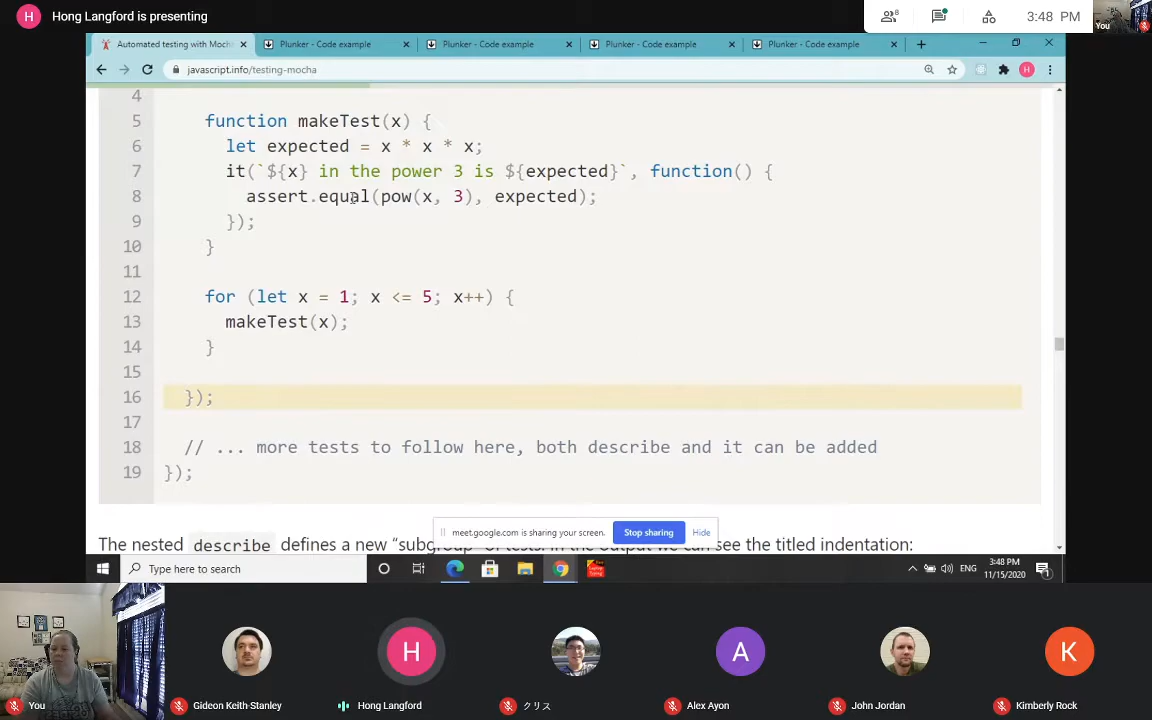 H Hong Langford is presenting
8
3:48 PM
You
Automated testing with Moch
Plunker - Code example
Plunker - Code example
Plunker - Code example
Plunker - Code example
javascript.info/testing-mocha
H
4
5 function makeTest(x) {
6 let expected = x * x * x;
7 it(`${x} in the power 3 is ${expected}`, function() {
8 assert.equal(pow(x, 3), expected);
9 });
10 }
11
12 for (let x = 1; x <= 5; x++) {
13 makeTest(x);
14 }
15
16 });
17
18 // ... more tests to follow here, both describe and it can be added
19 });
meet.google.com is sharing your screen. Stop sharing Hide
The nested describe defines a new “subgroup” of tests. In the output we can see the titled indentation:
Type here to search
ENG
3:48 PM
11/15/2020
1
H
A
K
You
Gideon Keith-Stanley
Hong Langford
クリス
Alex Ayon
John Jordan
Kimberly Rock